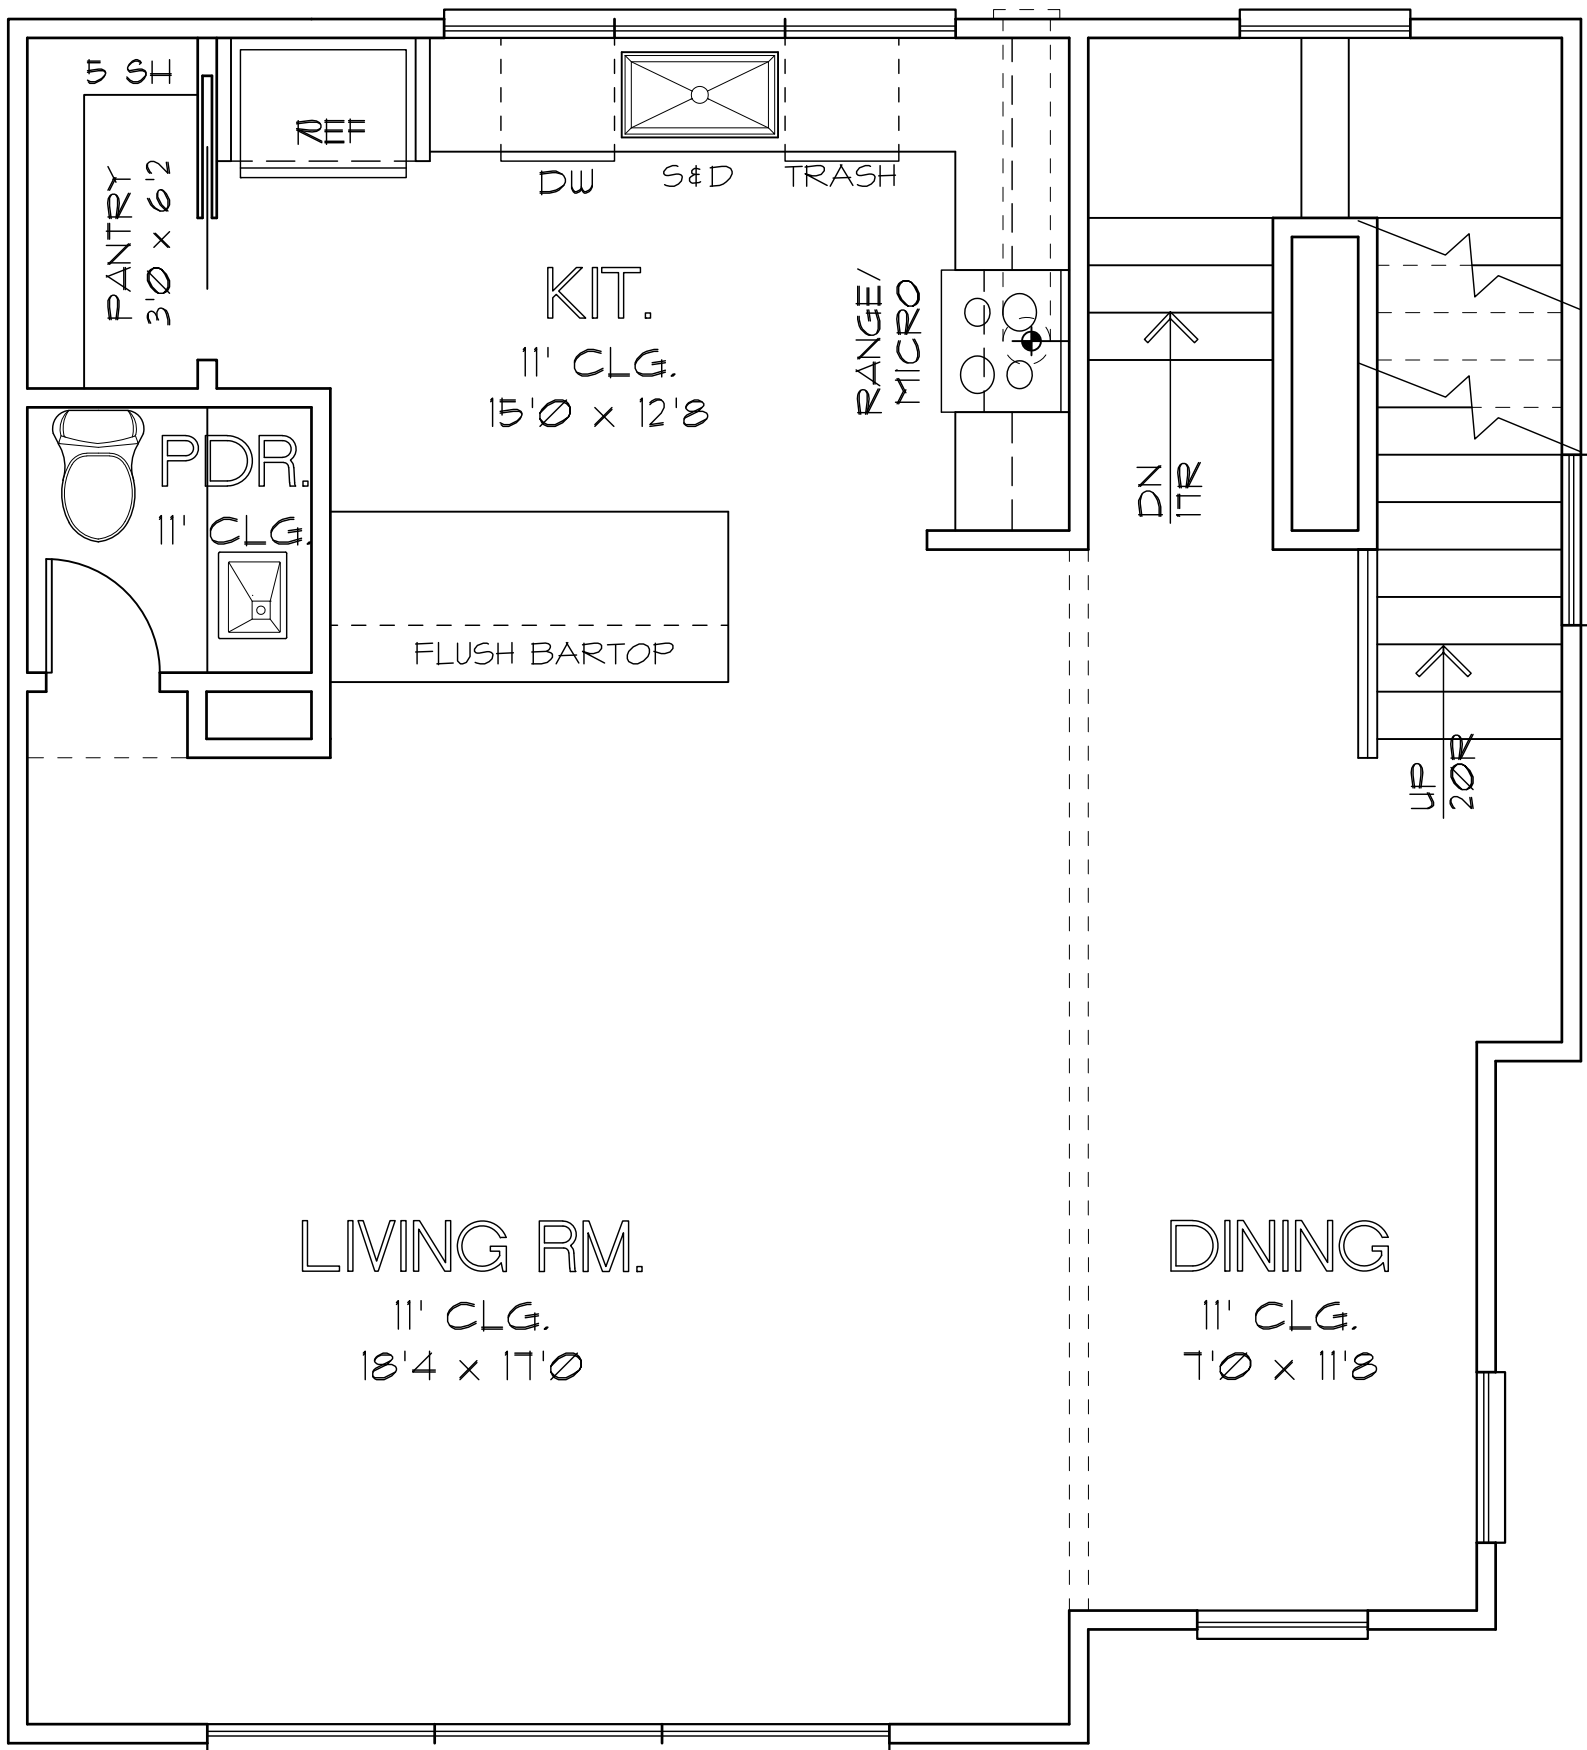 5 SH
REF
DW
S&D
TRASH
PANTRY
3'0 x 6'2
KIT.
11' CLG.
15'0 x 12'8
RANGE/
MICRO
PDR.
11' CLG.
DN
17R
FLUSH BARTOP
UP
20R
LIVING RM.
11' CLG.
18'4 x 17'0
DINING
11' CLG.
7'0 x 11'8